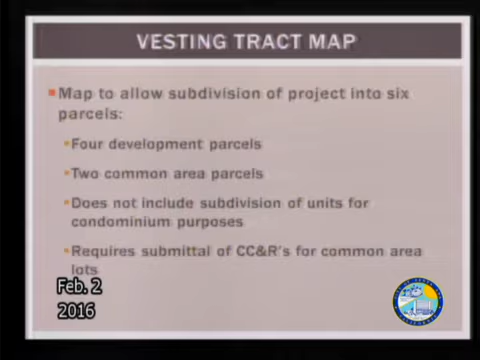 VESTING TRACT MAP
Map to allow subdivision of project into six
parcels:
Four development parcels
Two common area parcels
Does not include subdivision of units for
condominium purposes
Requires submittal of CC&R's for common area
lots
Feb. 2
2016